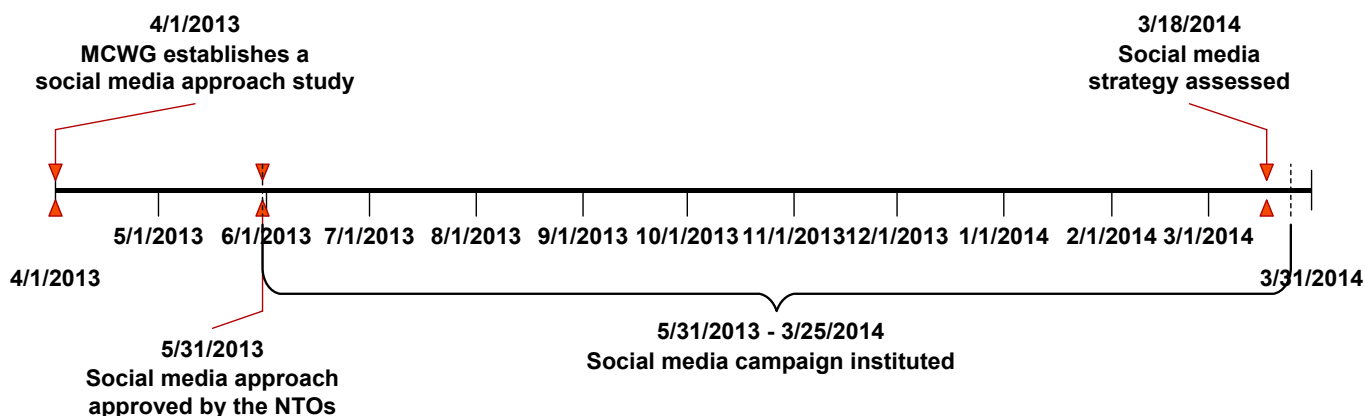 4/1/2013
MCWG establishes a
social media approach study
3/18/2014
Social media
strategy assessed
5/1/2013 6/1/2013 7/1/2013 8/1/2013 9/1/2013 10/1/2013 11/1/2013 12/1/2013 1/1/2014 2/1/2014 3/1/2014
4/1/2013 3/31/2014
5/31/2013 - 3/25/2014
Social media campaign instituted
5/31/2013
Social media approach
approved by the NTOs